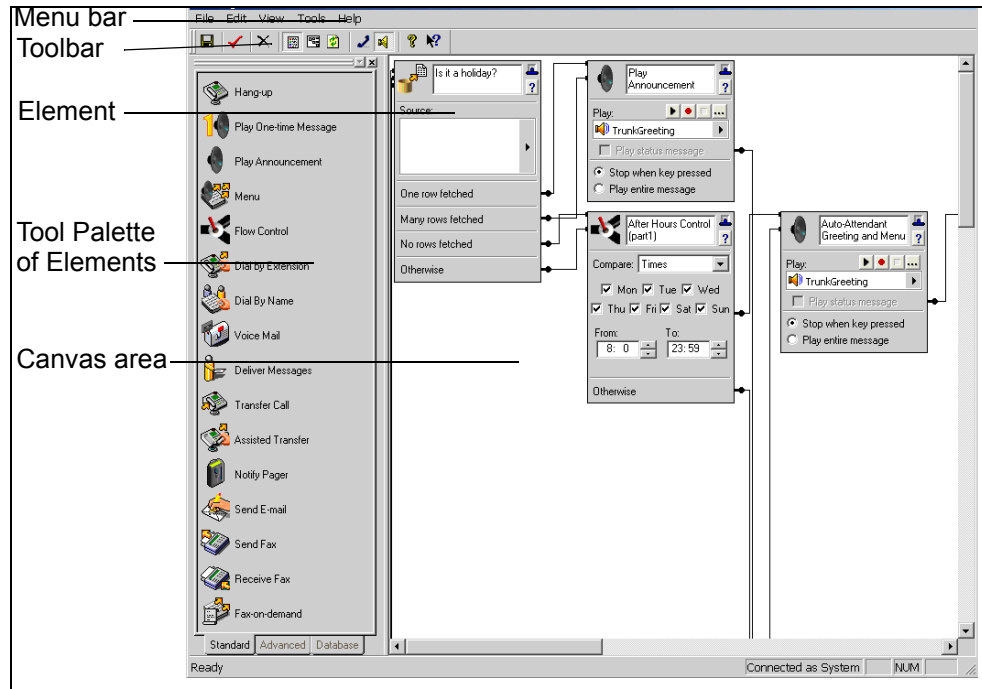 Menu bar
File Edit View Tools Help
Toolbar
Element
Tool Palette
of Elements
Canvas area
Hang-up
Play One-time Message
Play Announcement
Menu
Flow Control
Dial by Extension
Dial By Name
Voice Mail
Deliver Messages
Transfer Call
Assisted Transfer
Notify Pager
Send E-mail
Send Fax
Receive Fax
Fax-on-demand
Standard Advanced Database
Is it a holiday?
?
Source:
One row fetched
Many rows fetched
No rows fetched
Otherwise
Play
Announcement
?
Play:
...
TrunkGreeting
Play status message
Stop when key pressed
Play entire message
After Hours Control
(part1)
?
Compare: Times
Mon Tue Wed
Thu Fri Sat Sun
From: To:
8: 0 23:59
Otherwise
Auto-Attendant
Greeting and Menu
?
Play:
...
TrunkGreeting
Play status message
Stop when key pressed
Play entire message
Ready
Connected as System NUM